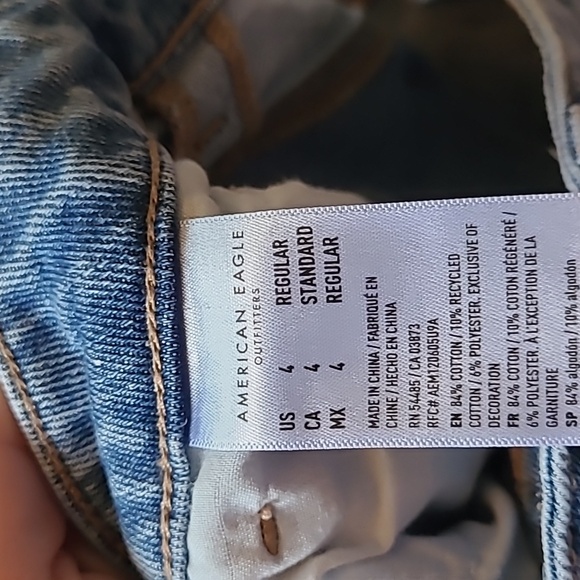 AMERICAN EAGLE
OUTFITTERS
US 4 REGULAR
CA 4 STANDARD
MX 4 REGULAR
MADE IN CHINA / FABRIQUÉ EN
CHINE / HECHO EN CHINA
RN 54485 / CA 03873
RFC# AEM120605U9A
EN 84% COTTON / 10% RECYCLED
COTTON / 6% POLYESTER. EXCLUSIVE OF
DECORATION
FR 84% COTON / 10% COTON RÉGÉNÉRÉ /
6% POLYESTER. À L'EXCEPTION DE LA
GARNITURE
SP 84% algodón / 10% algodón